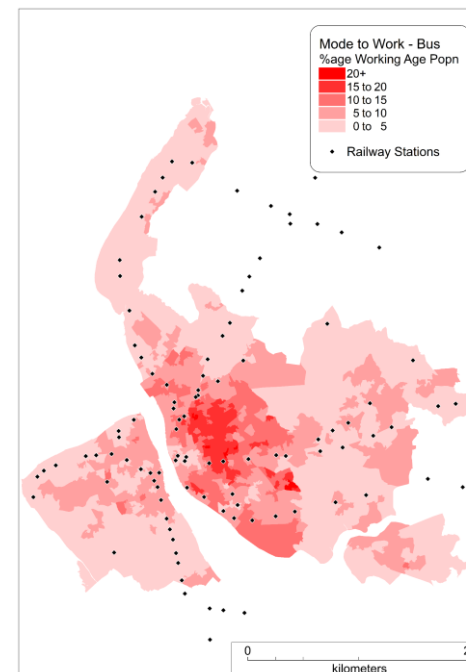 Mode to Work - Bus
%age Working Age Popn
20+
15 to 20
10 to 15
5 to 10
0 to 5
Railway Stations
0
2
kilometers